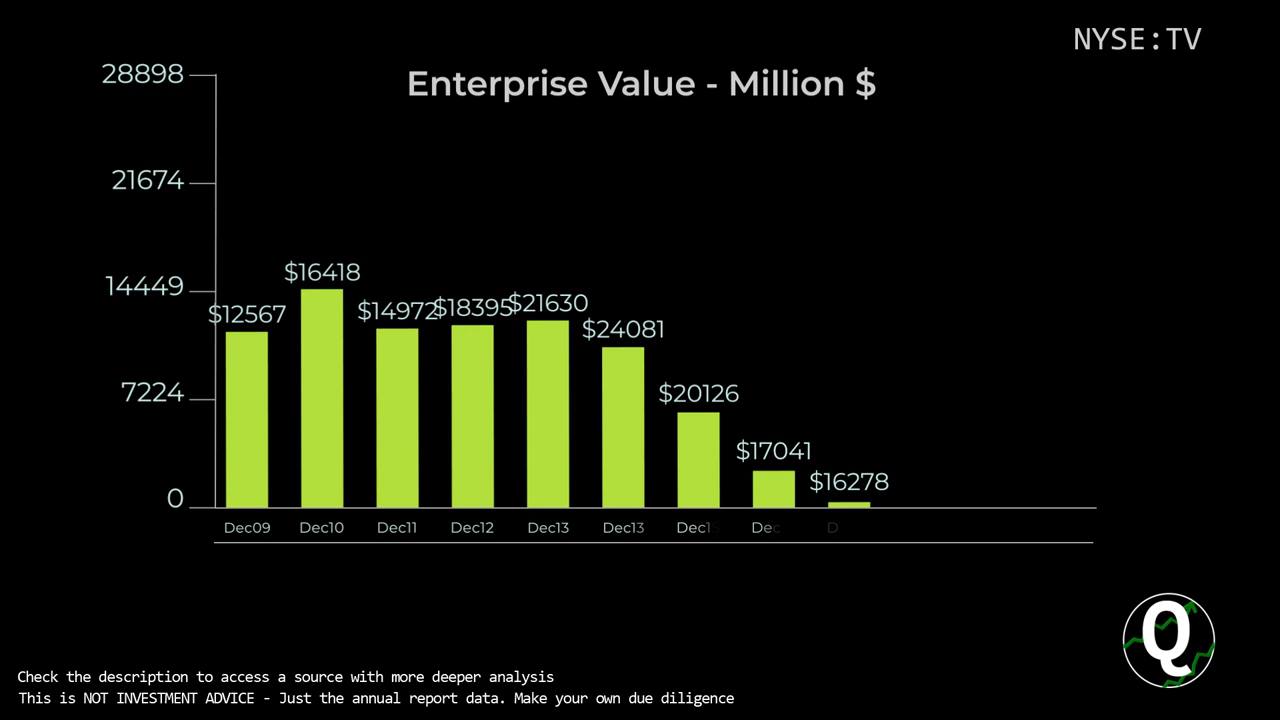 NYSE:TV
Enterprise Value - Million $
28898
21674
14449
7224
0
$12567
$16418
$14972
$18395
$21630
$24081
$20126
$17041
$16278
Dec09 Dec10 Dec11 Dec12 Dec13 Dec13 Dec1 Dec D
Q
Check the description to access a source with more deeper analysis
This is NOT INVESTMENT ADVICE - Just the annual report data. Make your own due diligence